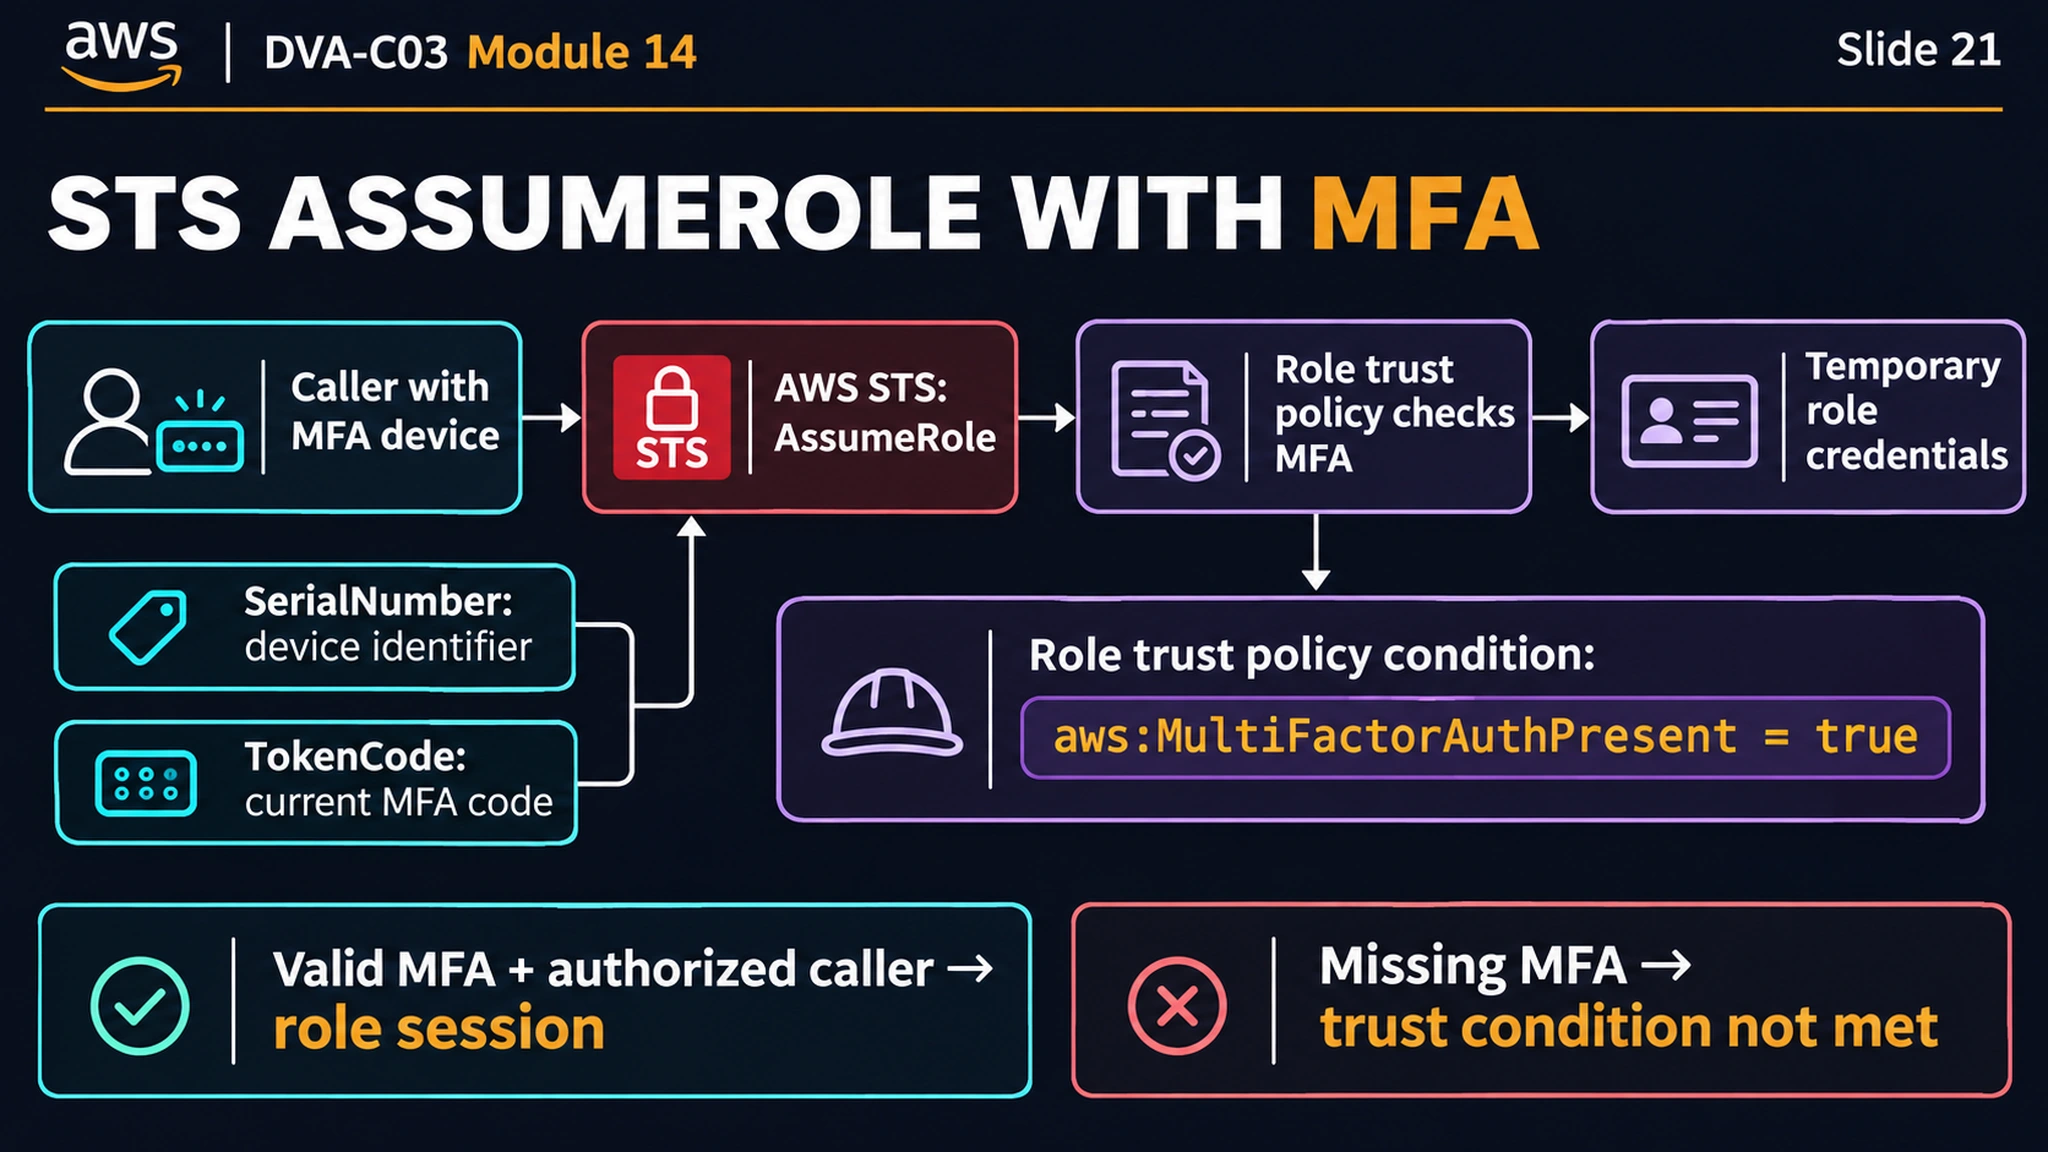 aws
DVA-C03 Module 14
Slide 21
STS ASSUMEROLE WITH MFA
Caller with
MFA device
STS
AWS STS:
AssumeRole
Role trust
policy checks
MFA
Temporary
role
credentials
SerialNumber:
device identifier
TokenCode:
current MFA code
Role trust policy condition:
aws:MultiFactorAuthPresent = true
Valid MFA + authorized caller →
role session
Missing MFA →
trust condition not met